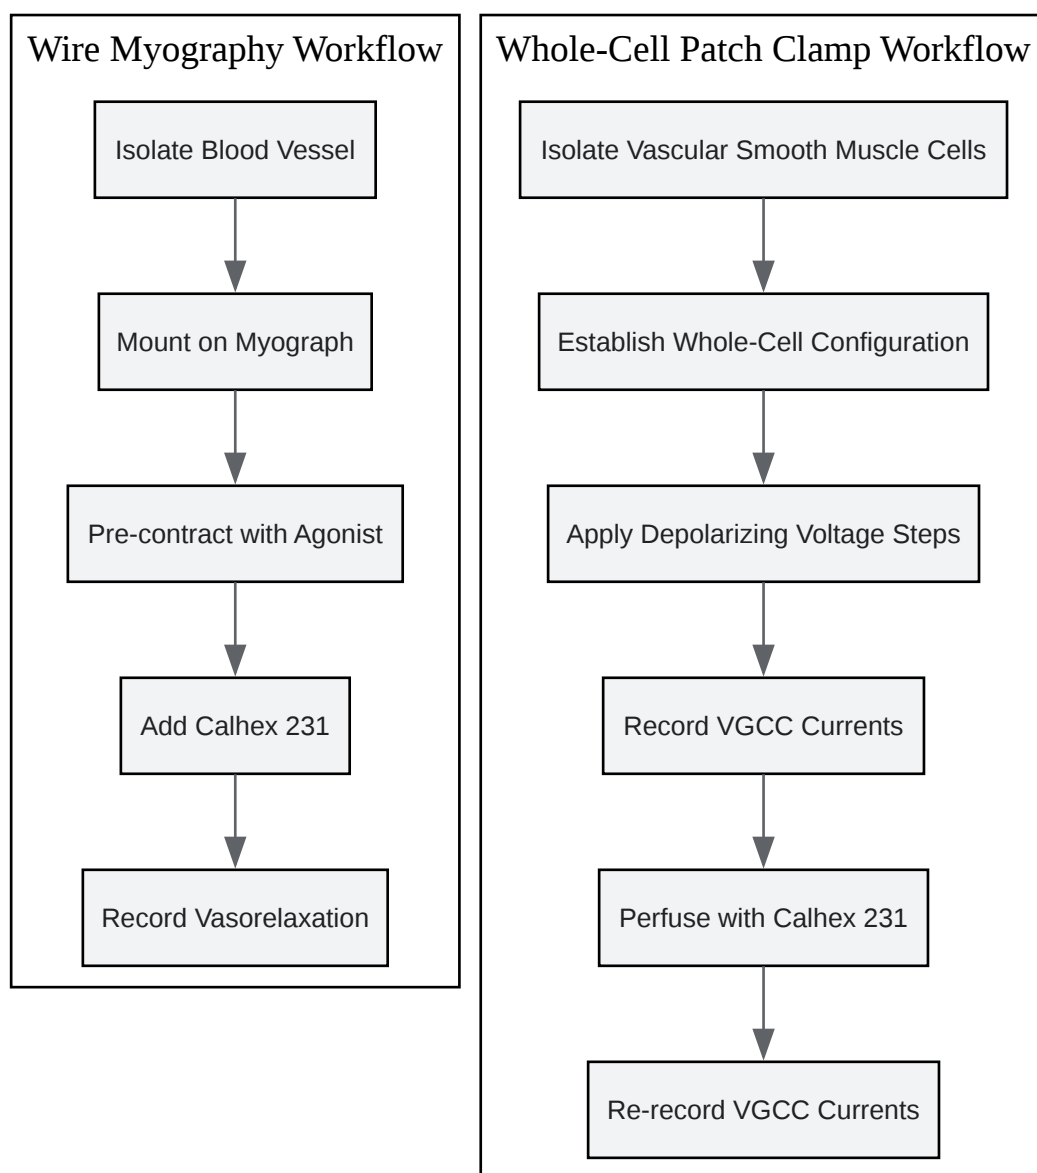 Wire Myography Workflow
Isolate Blood Vessel
Mount on Myograph
Pre-contract with Agonist
Add Calhex 231
Record Vasorelaxation
Whole-Cell Patch Clamp Workflow
Isolate Vascular Smooth Muscle Cells
Establish Whole-Cell Configuration
Apply Depolarizing Voltage Steps
Record VGCC Currents
Perfuse with Calhex 231
Re-record VGCC Currents